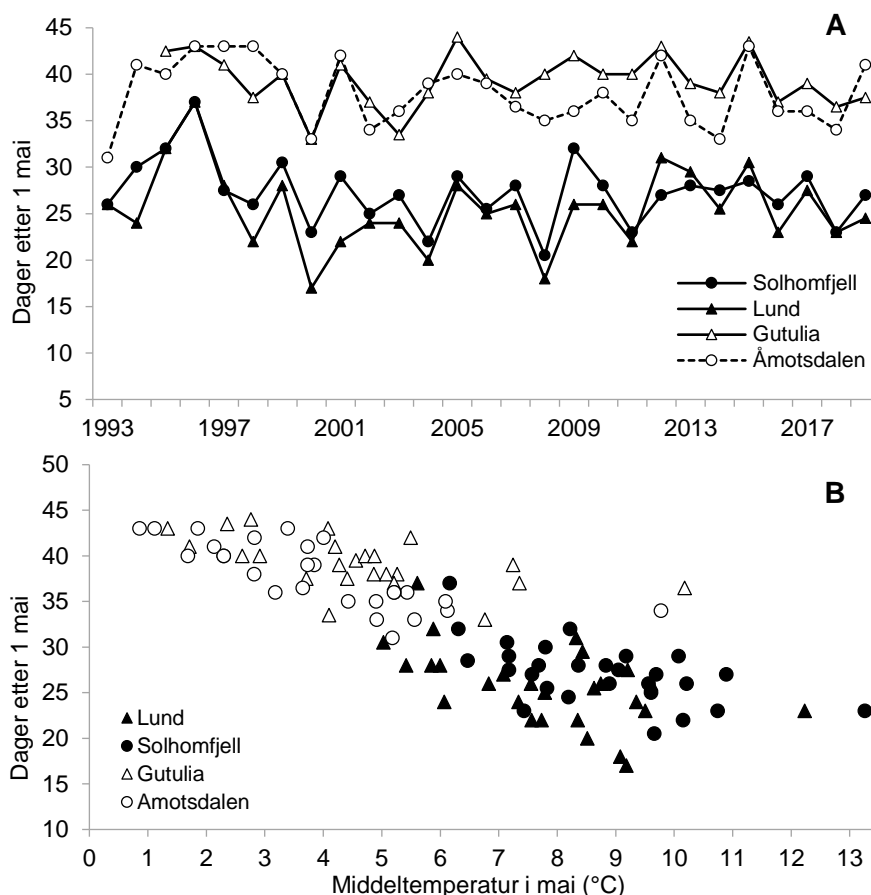 A
45
40
35
30
25
20
15
10
5
Dager etter 1 mai
Solhomfjell
Lund
Gutulia
Åmotsdalen
1993 1997 2001 2005 2009 2013 2017
B
50
45
40
35
30
25
20
15
10
Dager etter 1 mai
Lund
Solhomfjell
Gutulia
Amotsdalen
0 1 2 3 4 5 6 7 8 9 10 11 12 13
Middeltemperatur i mai (°C)